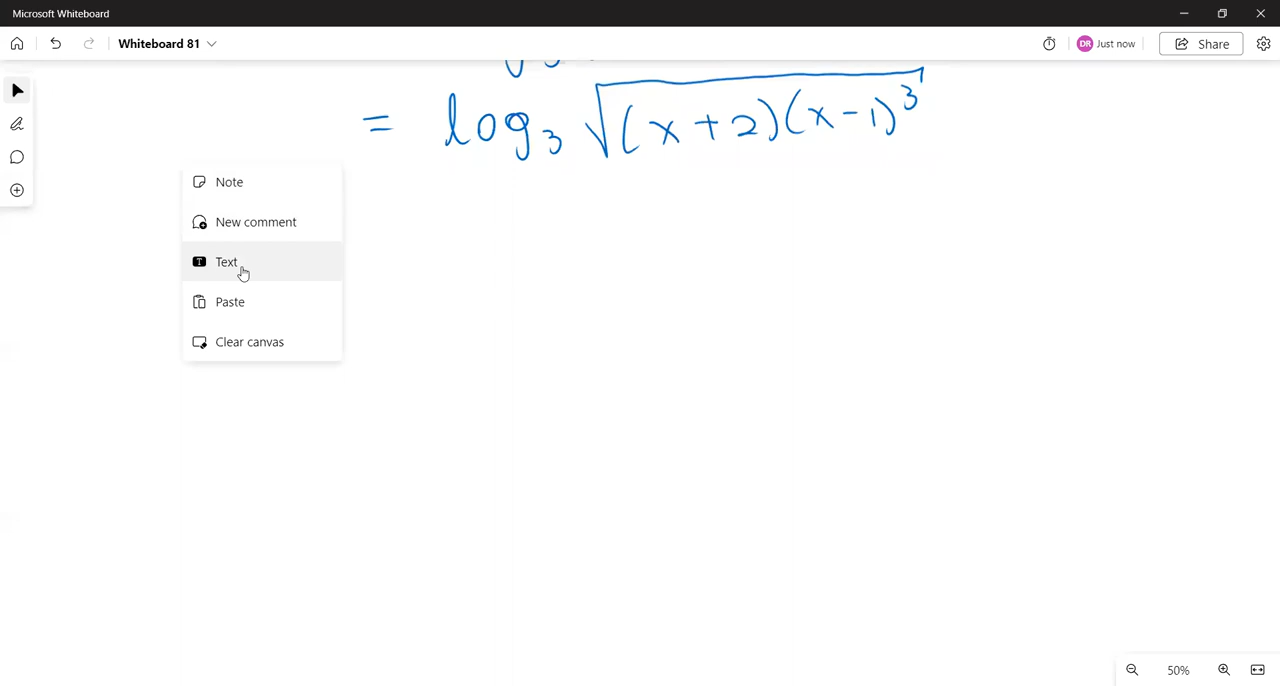 Microsoft Whiteboard
Whiteboard 81
DR Just now
Share
= log₃ √(x+2)(x-1)³
Note
New comment
Text
Paste
Clear canvas
50%